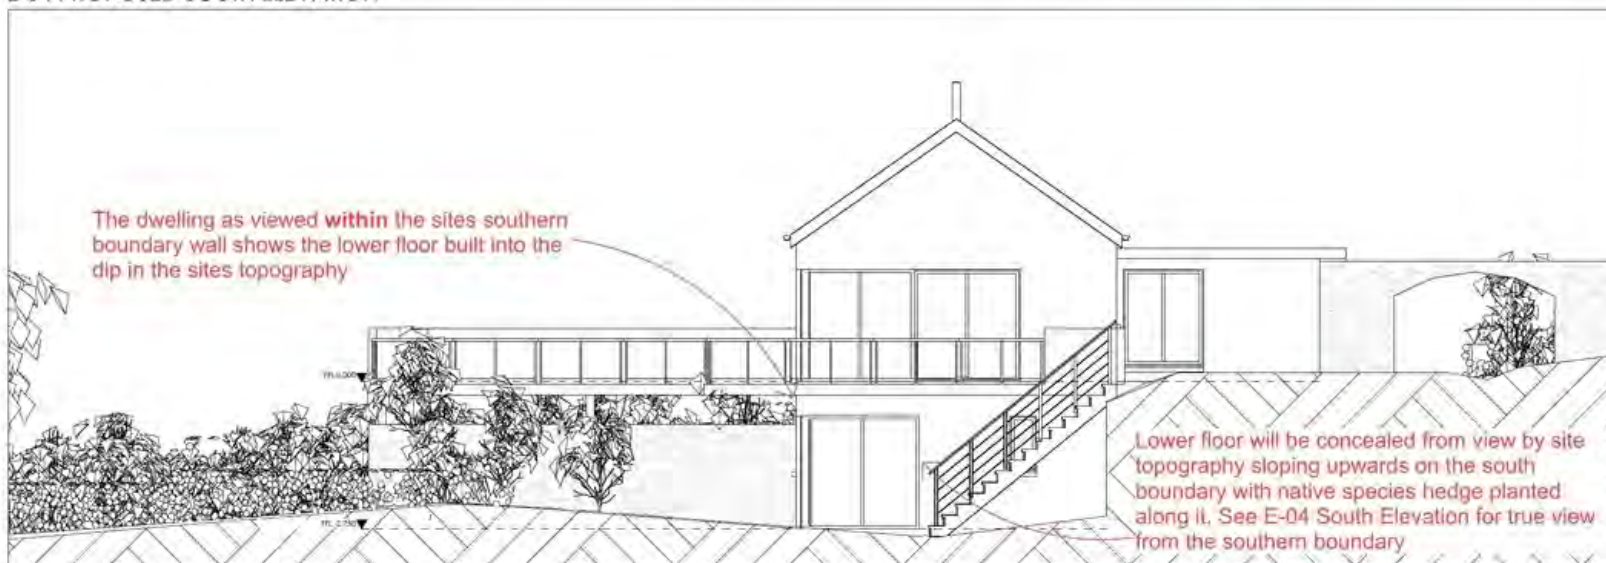 The dwelling as viewed within the sites southern
boundary wall shows the lower floor built into the
dip in the sites topography
Lower floor will be concealed from view by site
topography sloping upwards on the south
boundary with native species hedge planted
along it. See E-04 South Elevation for true view
from the southern boundary